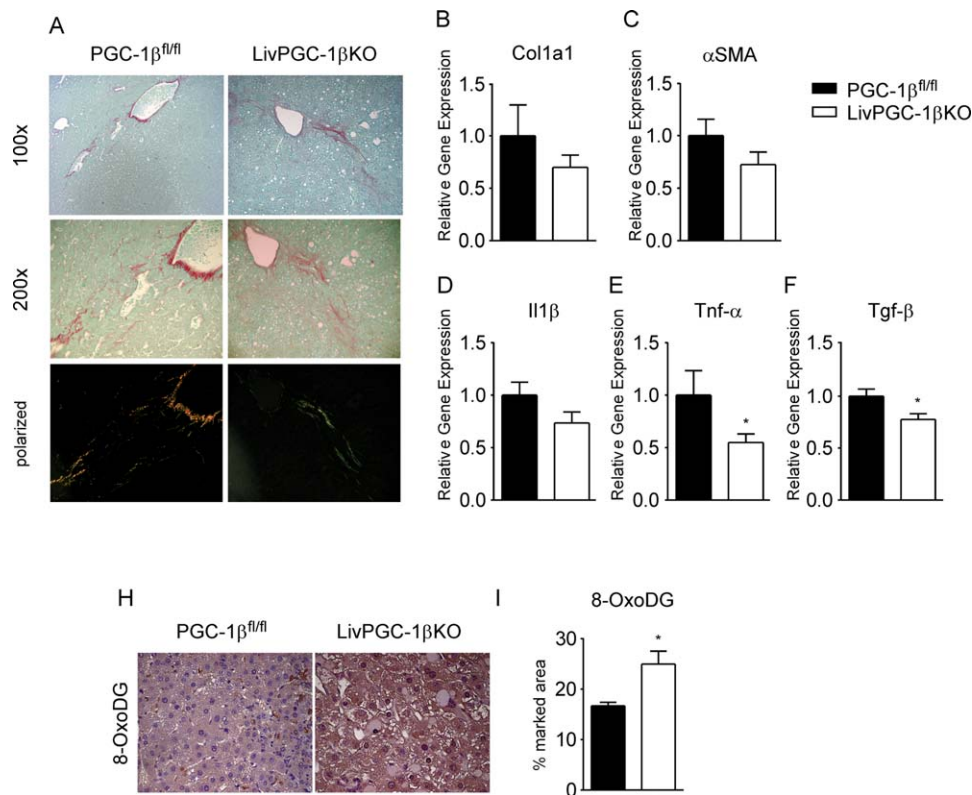 A
PGC-1β^fl/fl
LivPGC-1βKO
100x
200x
polarized
B
Col1a1
Relative Gene Expression
1.5
1.0
0.5
0.0
C
αSMA
Relative Gene Expression
1.5
1.0
0.5
0.0
PGC-1β^fl/fl
LivPGC-1βKO
D
Il1β
Relative Gene Expression
1.5
1.0
0.5
0.0
E
Tnf-α
Relative Gene Expression
1.5
1.0
0.5
0.0
*
F
Tgf-β
Relative Gene Expression
1.5
1.0
0.5
0.0
*
H
PGC-1β^fl/fl
LivPGC-1βKO
8-OxoDG
I
8-OxoDG
% marked area
30
20
10
0
*